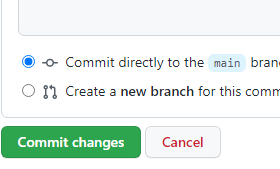 Commit directly to the main
Create a new branch for this
Commit changes
Cancel